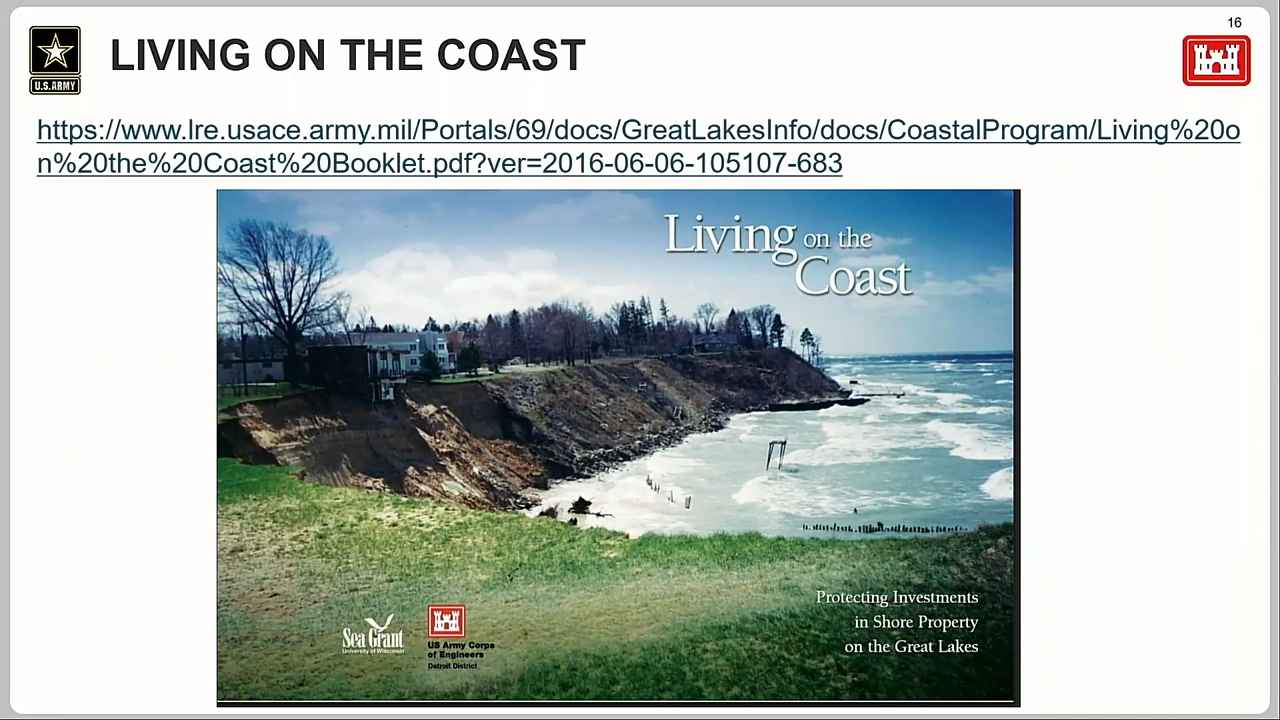 16
LIVING ON THE COAST
U.S.ARMY
https://www.lre.usace.army.mil/Portals/69/docs/GreatLakesInfo/docs/CoastalProgram/Living%20o
n%20the%20Coast%20Booklet.pdf?ver=2016-06-06-105107-683
Living on the
Coast
Protecting Investments
in Shore Property
on the Great Lakes
Sea Grant
University of Wisconsin
US Army Corps
of Engineers
Detroit District